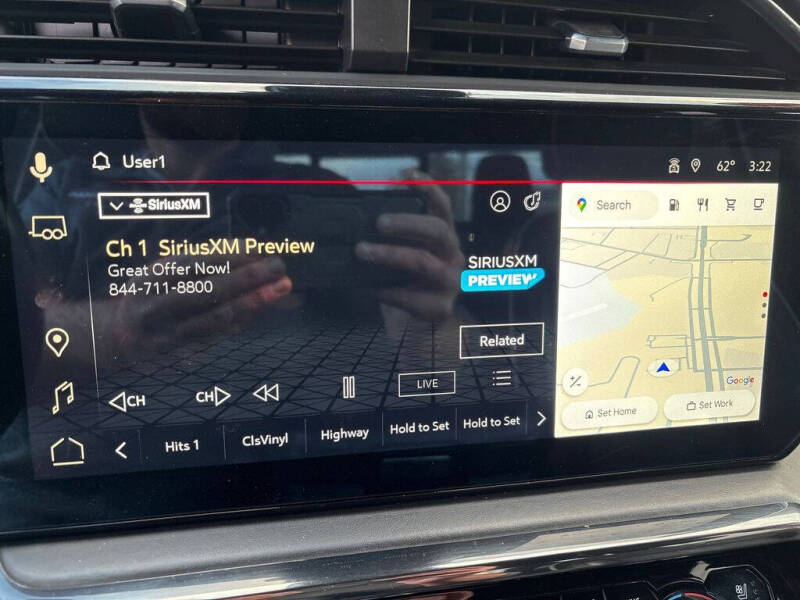 User1
62° 3:22
SiriusXM
Search
Ch 1 SiriusXM Preview
Great Offer Now!
844-711-8800
SIRIUSXM
PREVIEW
Related
CH
CH
LIVE
Google
Set Home
Set Work
Hits 1
ClsVinyl
Highway
Hold to Set
Hold to Set